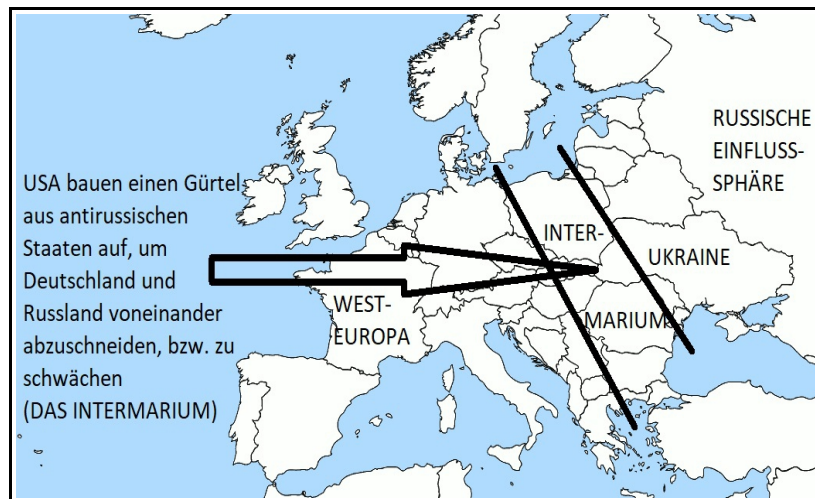 USA bauen einen Gürtel
aus antirussischen
Staaten auf, um
Deutschland und
Russland voneinander
abzuschneiden, bzw. zu
schwächen
(DAS INTERMARIUM)
WEST-
EUROPA
INTER-
MARIUM
UKRAINE
RUSSISCHE
EINFLUSS-
SPHÄRE